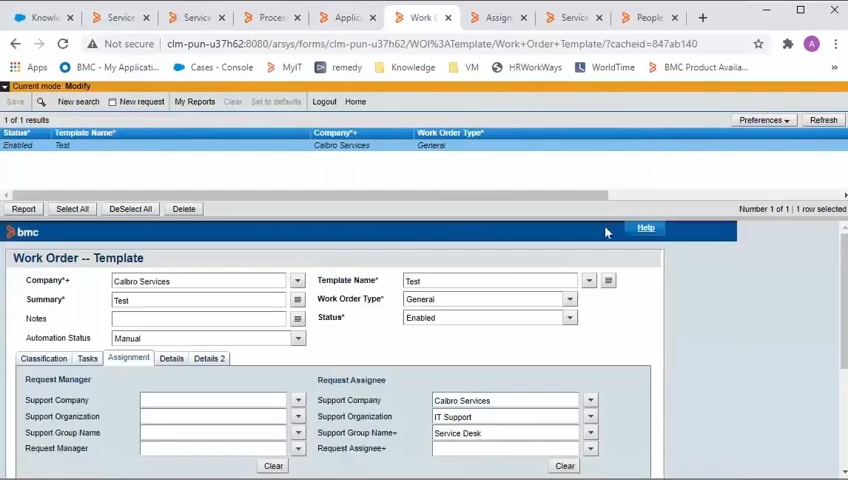 Knowle
Service
Service
Proces
Applica
Work O
Assign
Service
People
Not secure clm-pun-u37h62:8080/arsys/forms/clm-pun-u37h62/WOI%3ATemplate/Work+Order+Template/?cacheid=847ab140
A
Apps BMC - My Applicati... Cases - Console MyIT remedy Knowledge VM HRWorkWays WorldTime BMC Product Availa...
Current mode: Modify
Save New search New request My Reports Clear Set to defaults Logout Home
1 of 1 results Preferences Refresh
Status* Template Name* Company*+ Work Order Type*
Enabled Test Calbro Services General
Report Select All DeSelect All Delete Number 1 of 1 | 1 row selected
bmc Help
Work Order -- Template
Company*+ Calbro Services Template Name* Test
Summary* Test Work Order Type* General
Notes Status* Enabled
Automation Status Manual
Classification Tasks Assignment Details Details 2
Request Manager Request Assignee
Support Company Support Company Calbro Services
Support Organization Support Organization IT Support
Support Group Name Support Group Name+ Service Desk
Request Manager Request Assignee+
Clear Clear